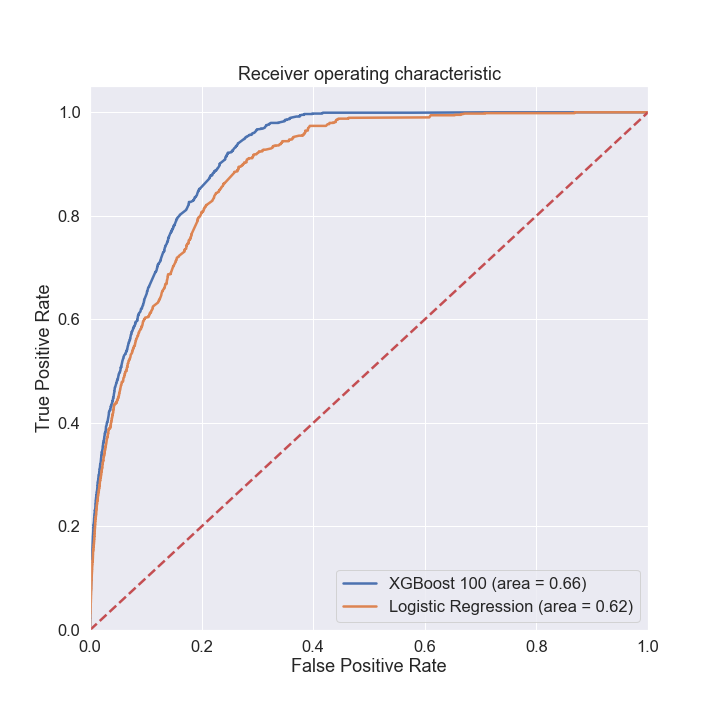 Receiver operating characteristic
True Positive Rate
1.0
0.8
0.6
0.4
0.2
0.0
XGBoost 100 (area = 0.66)
Logistic Regression (area = 0.62)
0.0 0.2 0.4 0.6 0.8 1.0
False Positive Rate